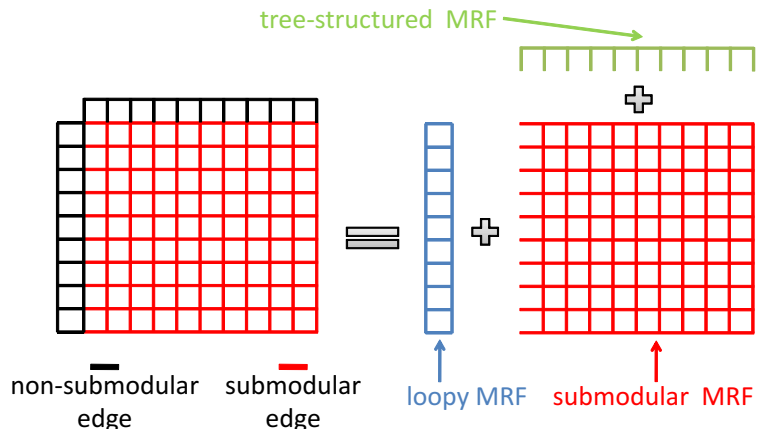 tree-structured MRF
non-submodular
edge
submodular
edge
loopy MRF
submodular MRF